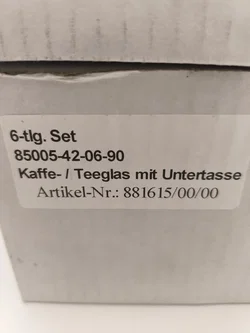 6-tlg. Set
85005-42-06-90
Kaffe- / Teeglas mit Untertasse
Artikel-Nr.: 881615/00/00